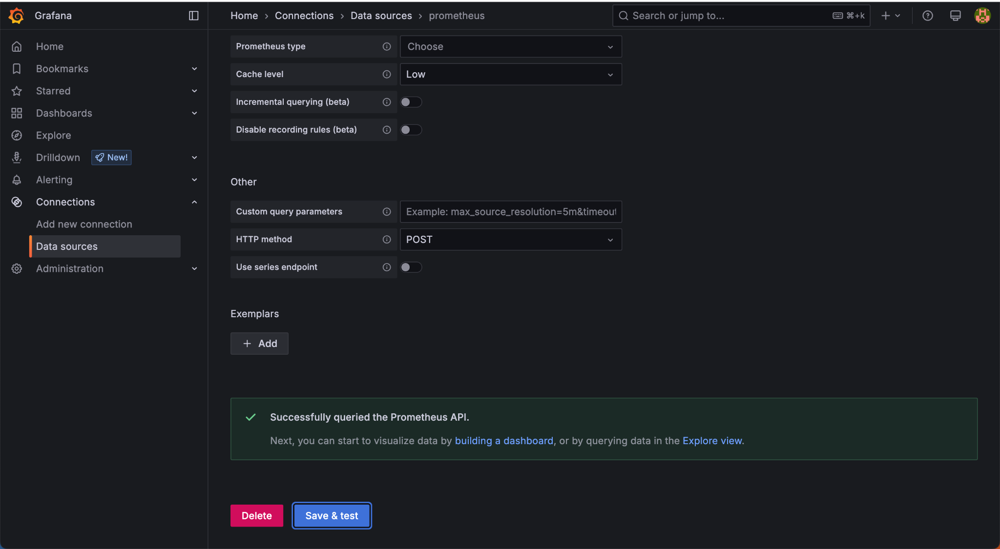 Grafana
Home › Connections › Data sources › prometheus
Search or jump to...
⌘+k
Home
Bookmarks
Starred
Dashboards
Explore
Drilldown
New!
Alerting
Connections
Add new connection
Data sources
Administration
Prometheus type
Choose
Cache level
Low
Incremental querying (beta)
Disable recording rules (beta)
Other
Custom query parameters
Example: max_source_resolution=5m&timeout
HTTP method
POST
Use series endpoint
Exemplars
+ Add
Successfully queried the Prometheus API.
Next, you can start to visualize data by building a dashboard, or by querying data in the Explore view.
Delete
Save & test